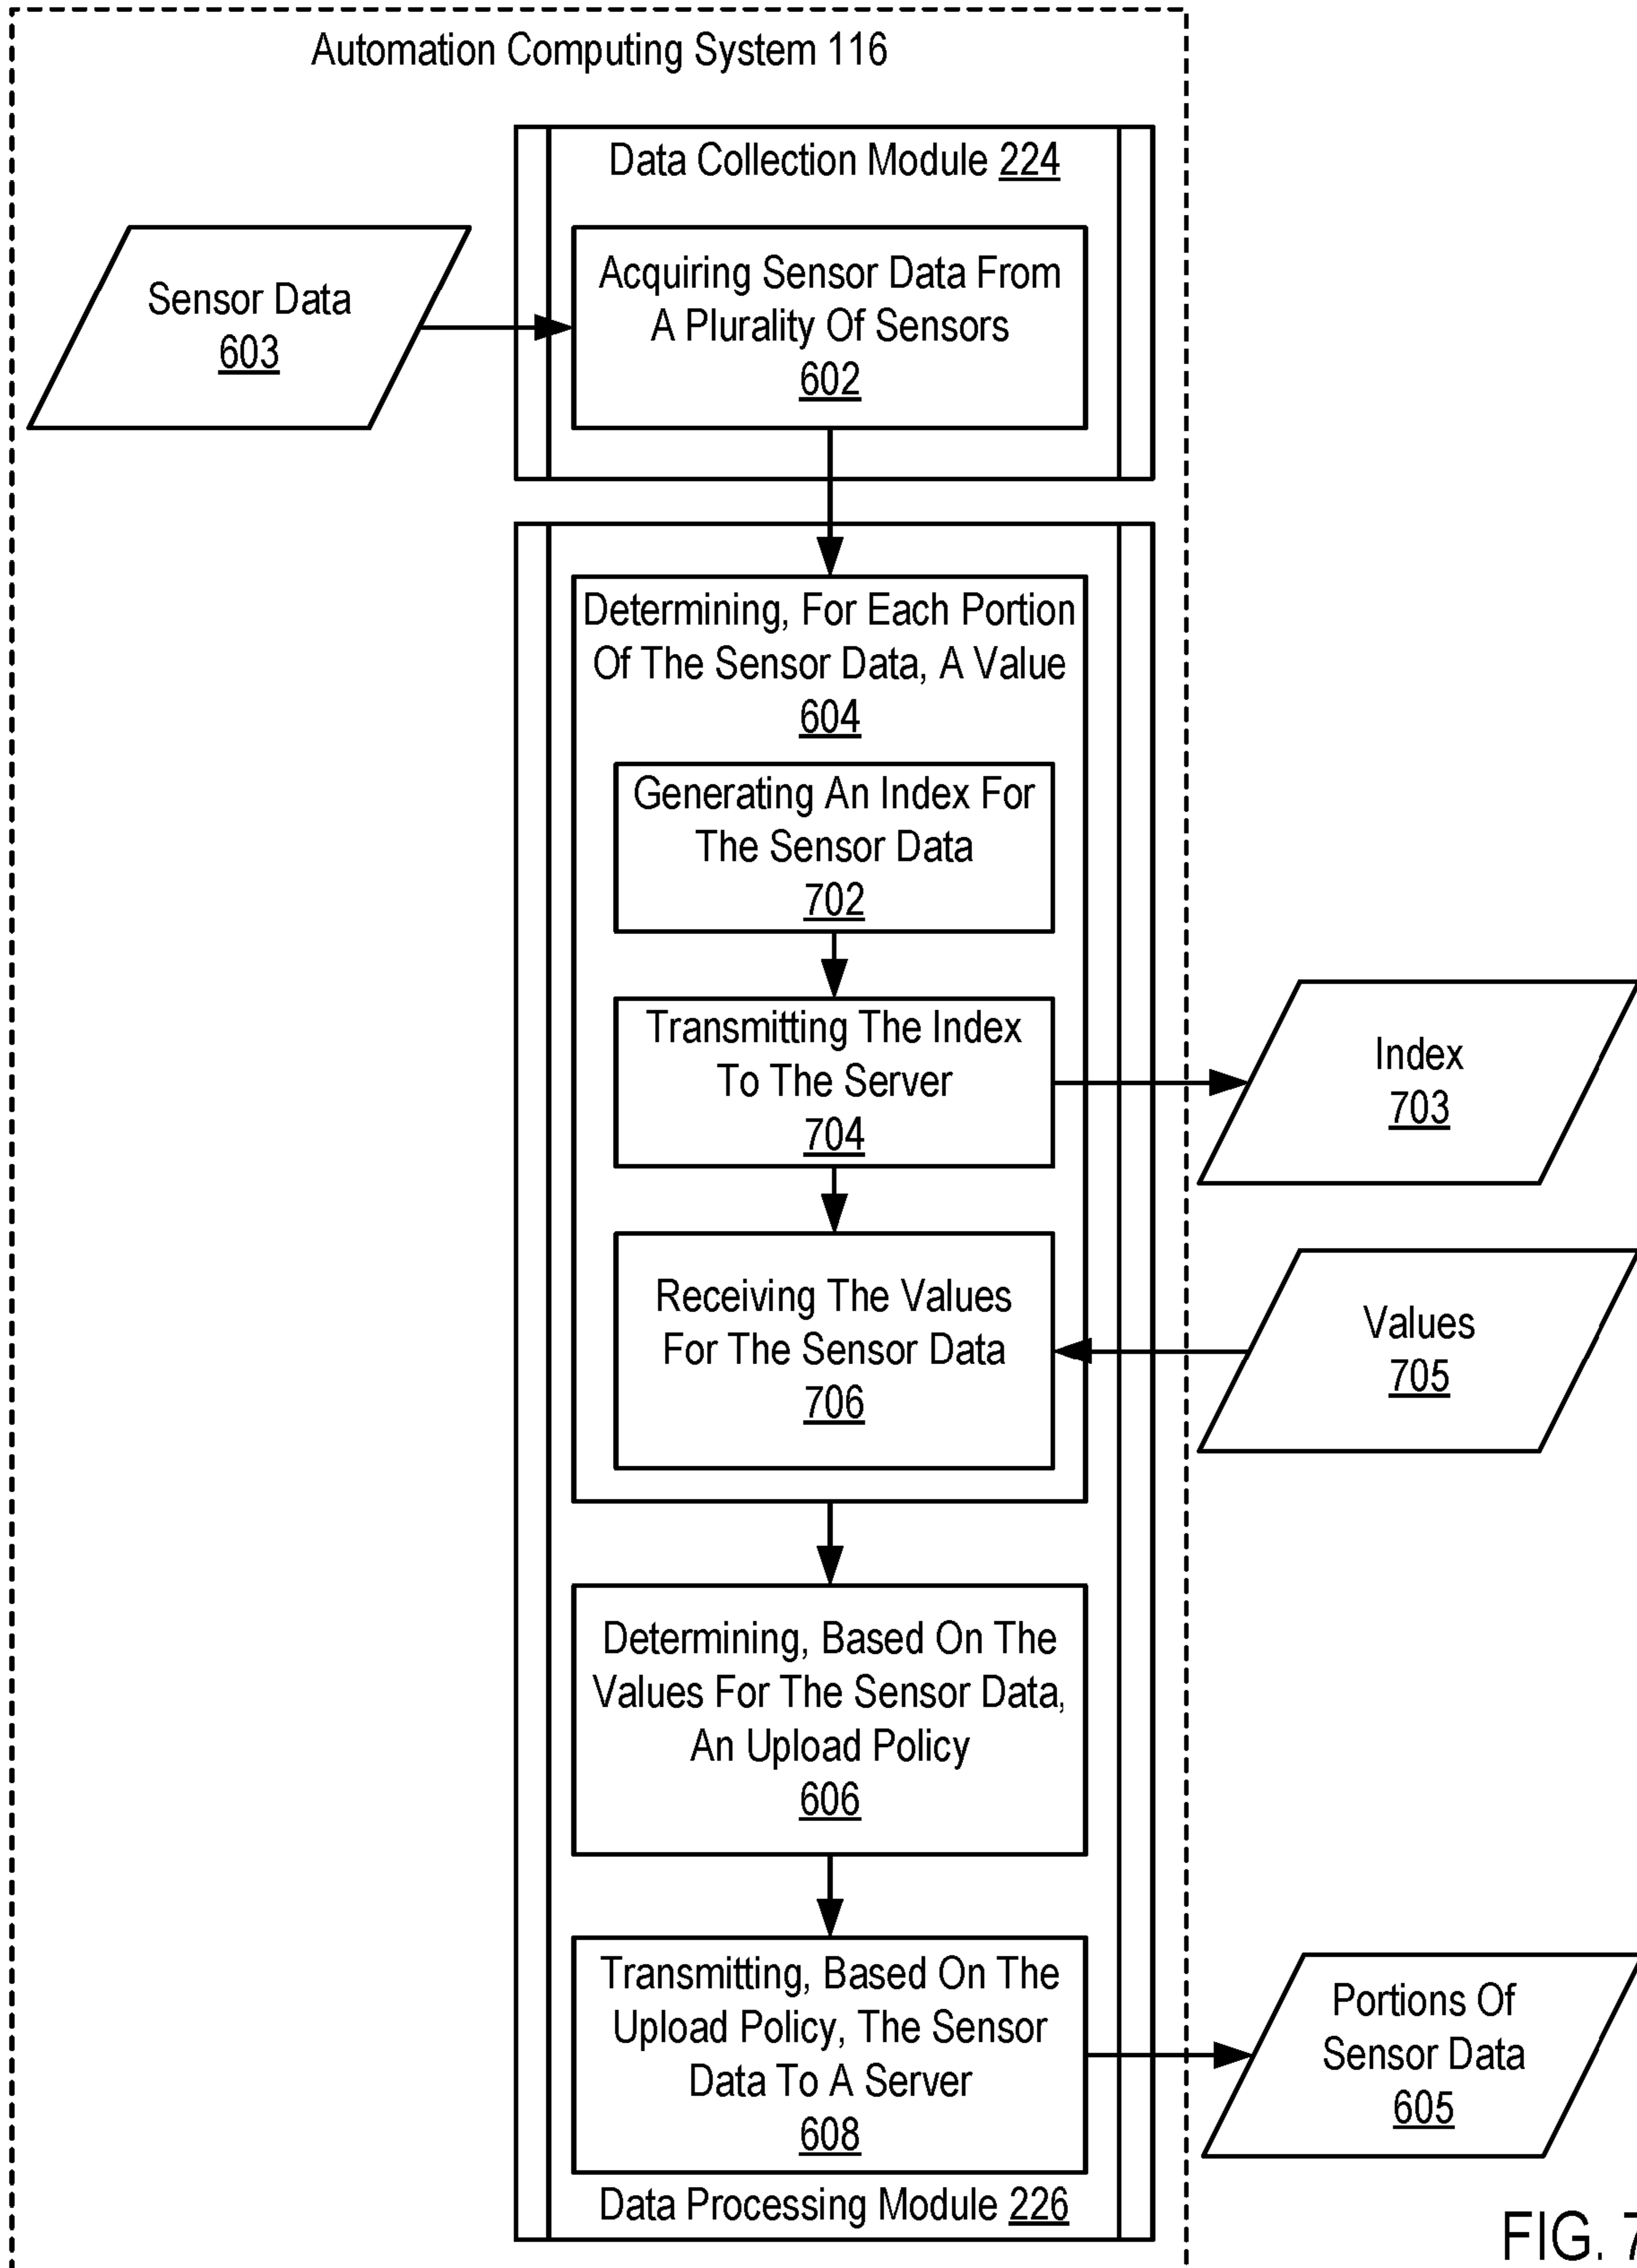 Automation Computing System 116
Data Collection Module 224
Sensor Data
603
Acquiring Sensor Data From
A Plurality Of Sensors
602
Determining, For Each Portion
Of The Sensor Data, A Value
604
Generating An Index For
The Sensor Data
702
Transmitting The Index
To The Server
704
Index
703
Receiving The Values
For The Sensor Data
706
Values
705
Determining, Based On The
Values For The Sensor Data,
An Upload Policy
606
Transmitting, Based On The
Upload Policy, The Sensor
Data To A Server
608
Portions Of
Sensor Data
605
Data Processing Module 226
FIG. 7